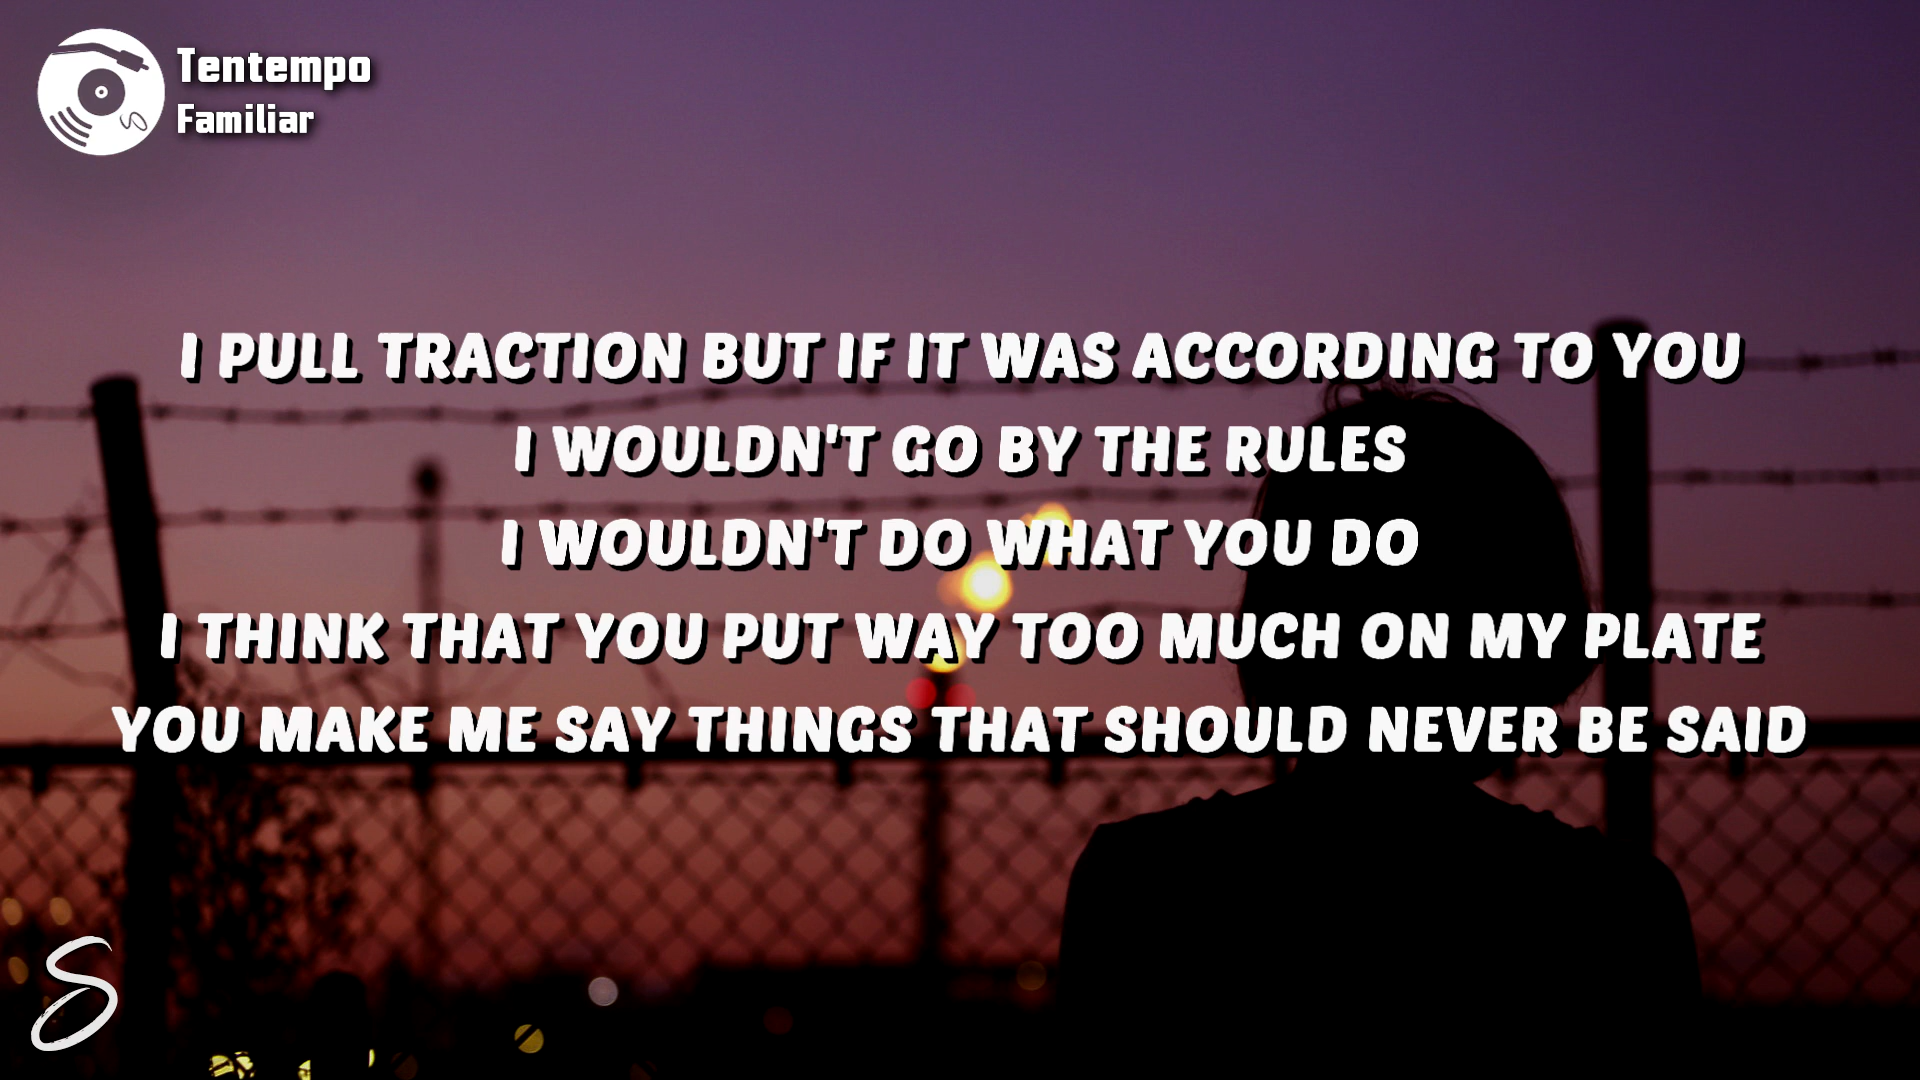 Tentempo
Familiar
I PULL TRACTION BUT IF IT WAS ACCORDING TO YOU
I WOULDN'T GO BY THE RULES
I WOULDN'T DO WHAT YOU DO
I THINK THAT YOU PUT WAY TOO MUCH ON MY PLATE
YOU MAKE ME SAY THINGS THAT SHOULD NEVER BE SAID
S